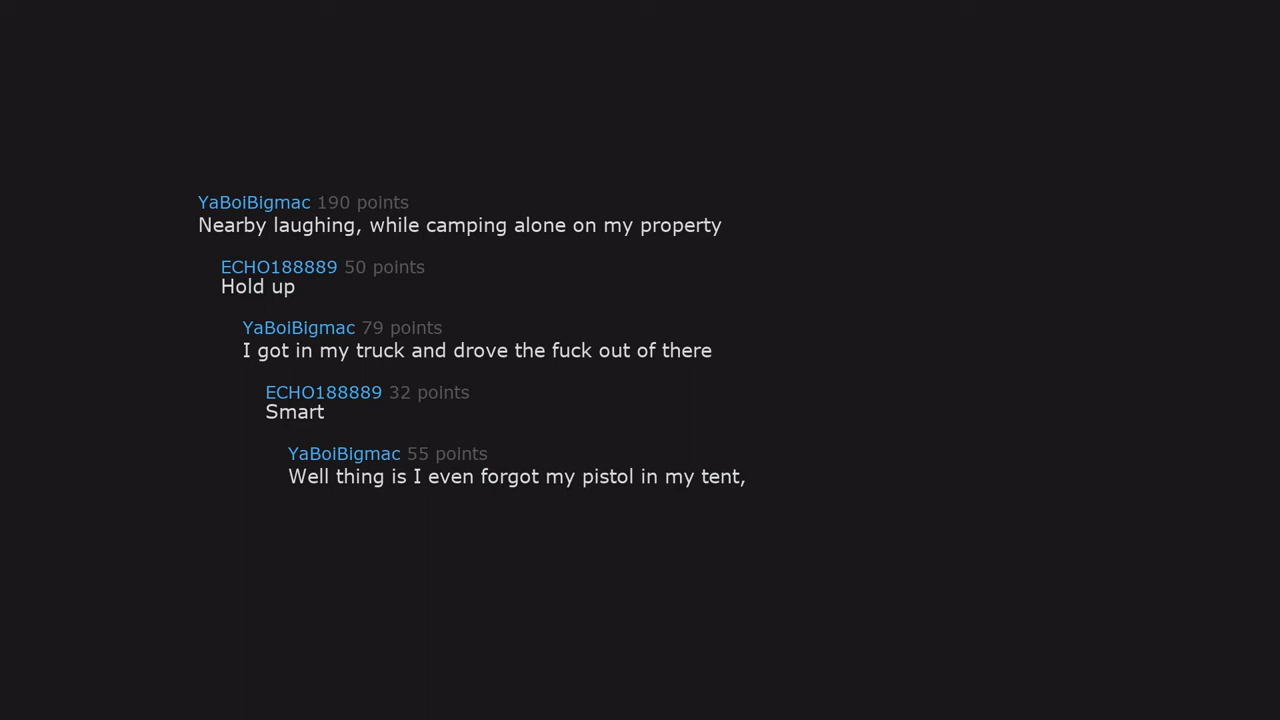 YaBoiBigmac 190 points
Nearby laughing, while camping alone on my property
ECHO188889 50 points
Hold up
YaBoiBigmac 79 points
I got in my truck and drove the fuck out of there
ECHO188889 32 points
Smart
YaBoiBigmac 55 points
Well thing is I even forgot my pistol in my tent,